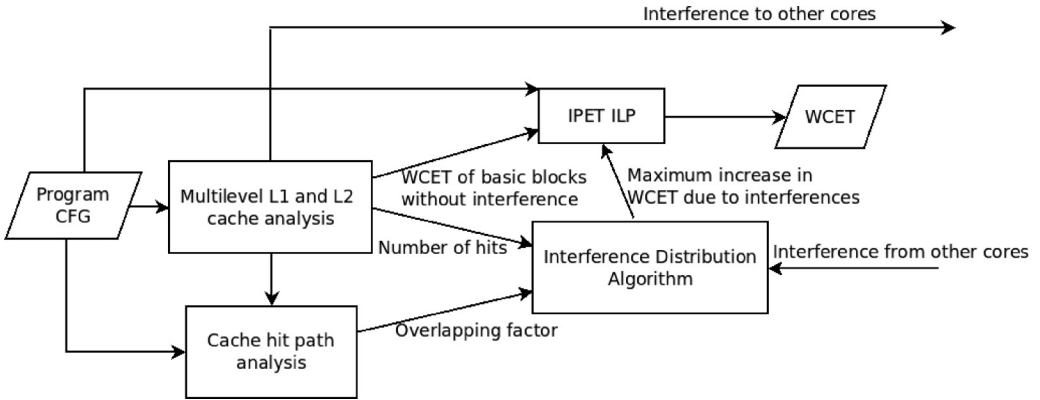 Interference to other cores
IPET ILP
WCET
Program
CFG
Multilevel L1 and L2
cache analysis
WCET of basic blocks
without interference
Maximum increase in
WCET due to interferences
Number of hits
Interference Distribution
Algorithm
Interference from other cores
Cache hit path
analysis
Overlapping factor